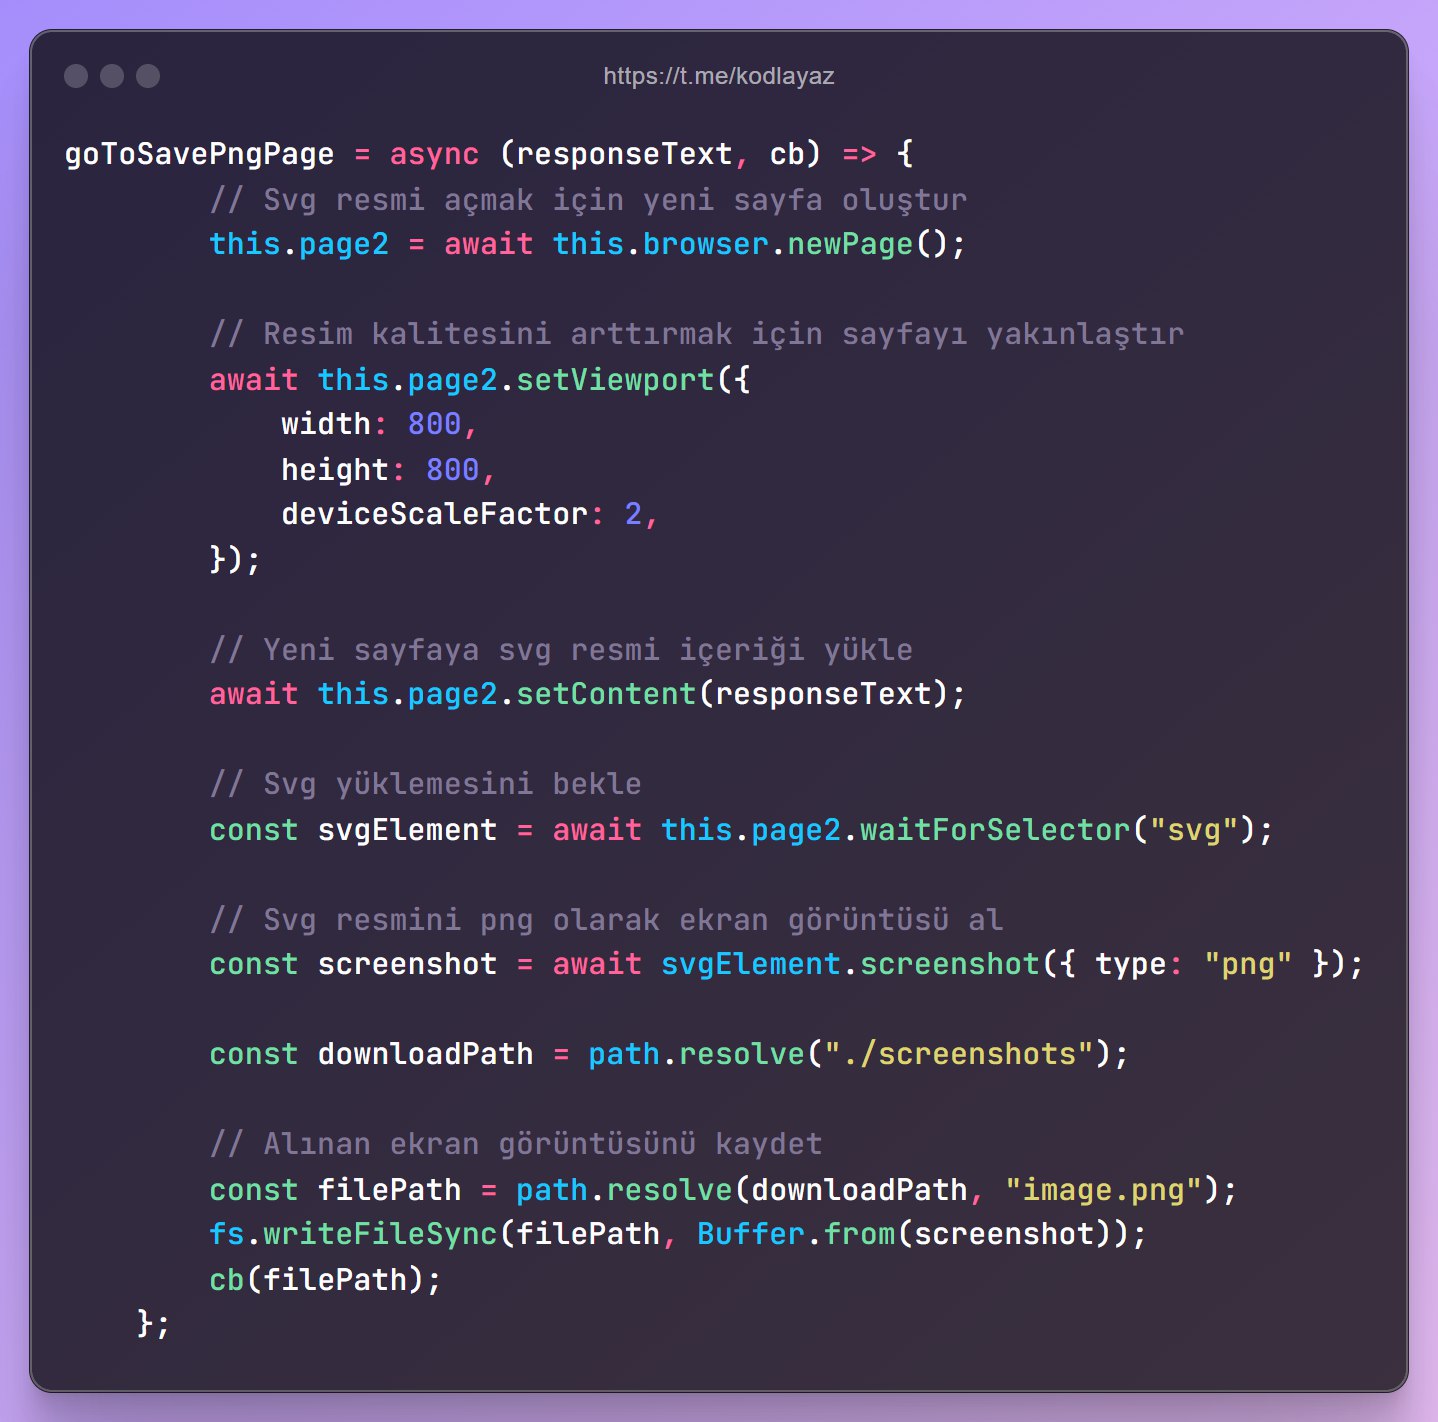 https://t.me/kodlayaz
goToSavePngPage = async (responseText, cb) => {
        // Svg resmi açmak için yeni sayfa oluştur
        this.page2 = await this.browser.newPage();

        // Resim kalitesini arttırmak için sayfayı yakınlaştır
        await this.page2.setViewport({
            width: 800,
            height: 800,
            deviceScaleFactor: 2,
        });

        // Yeni sayfaya svg resmi içeriği yükle
        await this.page2.setContent(responseText);

        // Svg yüklemesini bekle
        const svgElement = await this.page2.waitForSelector("svg");

        // Svg resmini png olarak ekran görüntüsü al
        const screenshot = await svgElement.screenshot({ type: "png" });

        const downloadPath = path.resolve("./screenshots");

        // Alınan ekran görüntüsünü kaydet
        const filePath = path.resolve(downloadPath, "image.png");
        fs.writeFileSync(filePath, Buffer.from(screenshot));
        cb(filePath);
    };